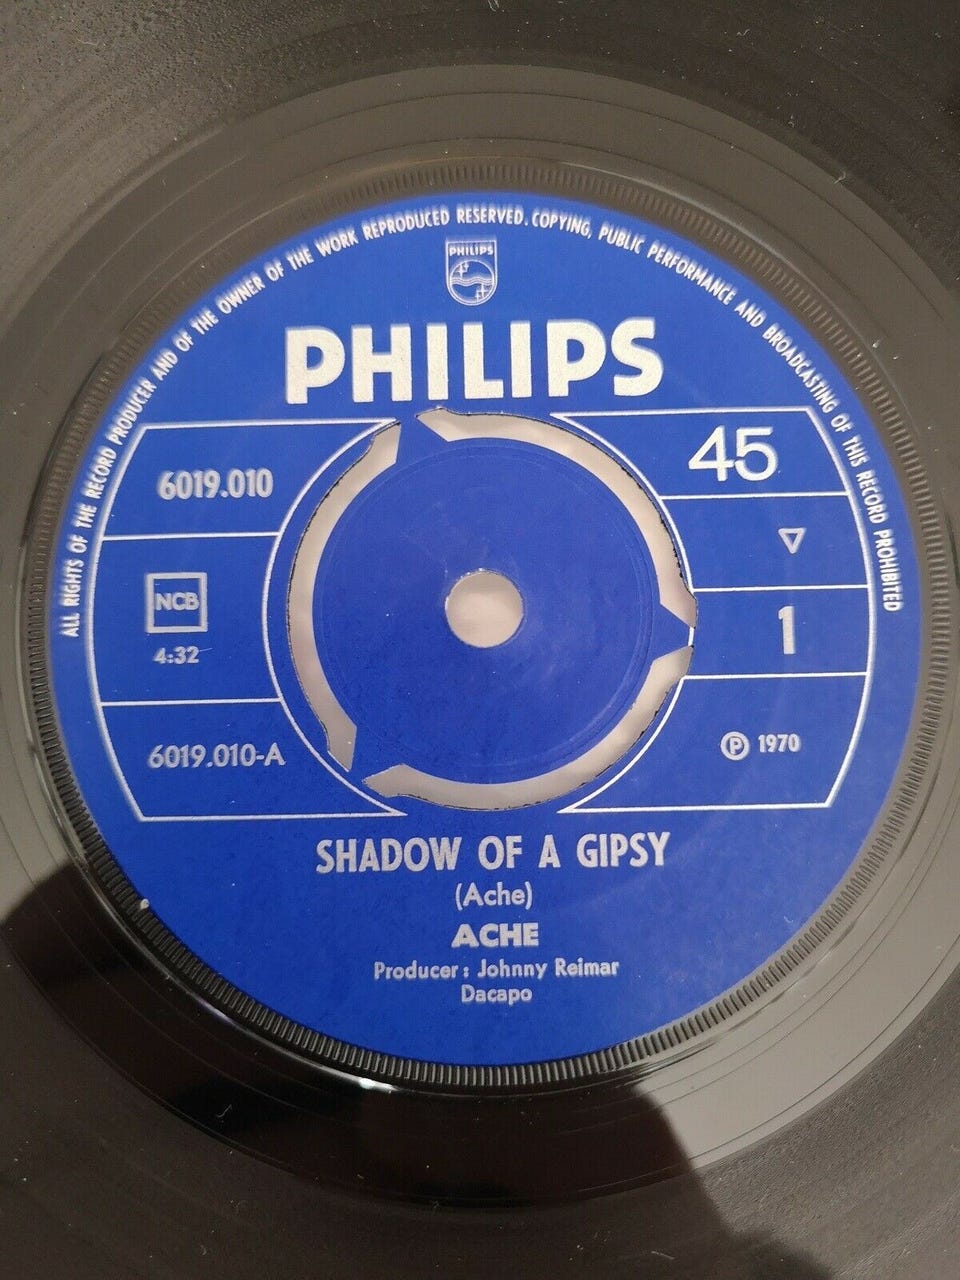 ALL RIGHTS OF THE RECORD PRODUCER AND OF THE OWNER OF THE WORK REPRODUCED RESERVED. COPYING, PUBLIC PERFORMANCE AND BROADCASTING OF THIS RECORD PROHIBITED
PHILIPS
PHILIPS
6019.010
45
▽
NCB
1
4:32
6019.010-A
℗ 1970
SHADOW OF A GIPSY
(Ache)
ACHE
Producer: Johnny Reimar
Dacapo